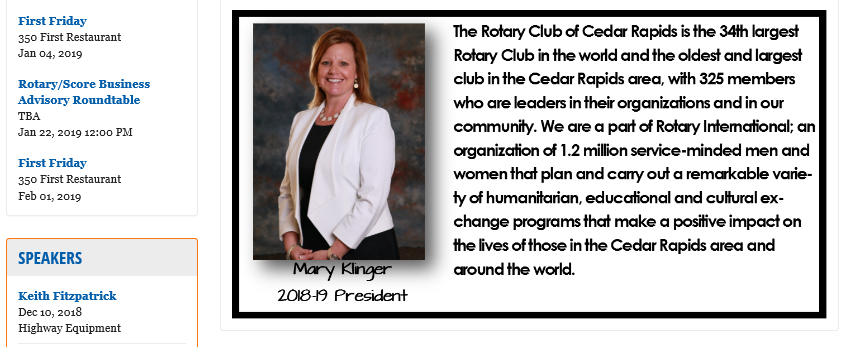 First Friday
350 First Restaurant
Jan 04, 2019
Rotary/Score Business
Advisory Roundtable
TBA
Jan 22, 2019 12:00 PM
First Friday
350 First Restaurant
Feb 01, 2019
SPEAKERS
Keith Fitzpatrick
Dec 10, 2018
Highway Equipment
Mary Klinger
2018-19 President
The Rotary Club of Cedar Rapids is the 34th largest
Rotary Club in the world and the oldest and largest
club in the Cedar Rapids area, with 325 members
who are leaders in their organizations and in our
community. We are a part of Rotary International; an
organization of 1.2 million service-minded men and
women that plan and carry out a remarkable varie-
ty of humanitarian, educational and cultural ex-
change programs that make a positive impact on
the lives of those in the Cedar Rapids area and
around the world.